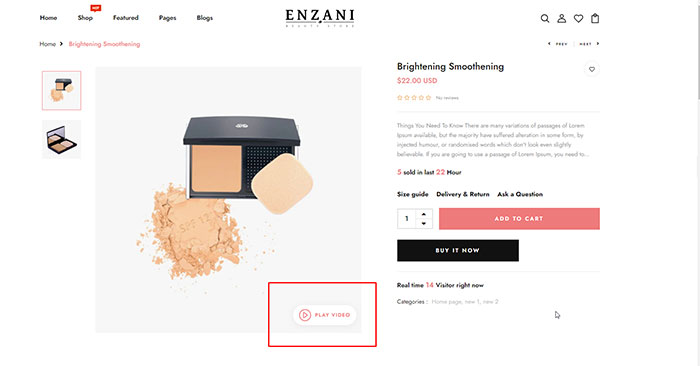 Home
HOT
Shop
Featured
Pages
Blogs
ENZANI
BEAUTY STORE
Home > Brightening Smoothening
PREV
NEXT
Brightening Smoothening
$22.00 USD
No reviews
Things You Need To Know There are many variations of passages of Lorem
Ipsum available, but the majority have suffered alteration in some form, by
injected humour, or randomised words which don't look even slightly
believable. If you are going to use a passage of Lorem Ipsum, you need to...
5 sold in last 22 Hour
Size guide Delivery & Return Ask a Question
1
ADD TO CART
BUY IT NOW
PLAY VIDEO
Real time 14 Visitor right now
Categories : Home page, new 1, new 2